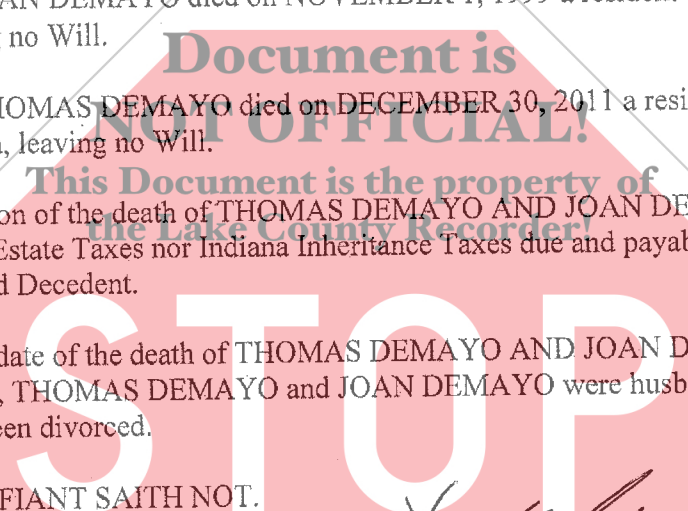 AN DEMAYO died on NOVEMBER 1, 1999 a resident
no Will.
Document is
HOMAS DEMAYO died on DECEMBER 30, 2011 a resi
NOT OFFICIAL!
, leaving no Will.
This Document is the property of
on of the death of THOMAS DEMAYO AND JOAN DE
the Lake County Recorder!
Estate Taxes nor Indiana Inheritance Taxes due and payab
d Decedent.
STOP
date of the death of THOMAS DEMAYO AND JOAN D
, THOMAS DEMAYO and JOAN DEMAYO were husb
een divorced.
FIANT SAITH NOT.